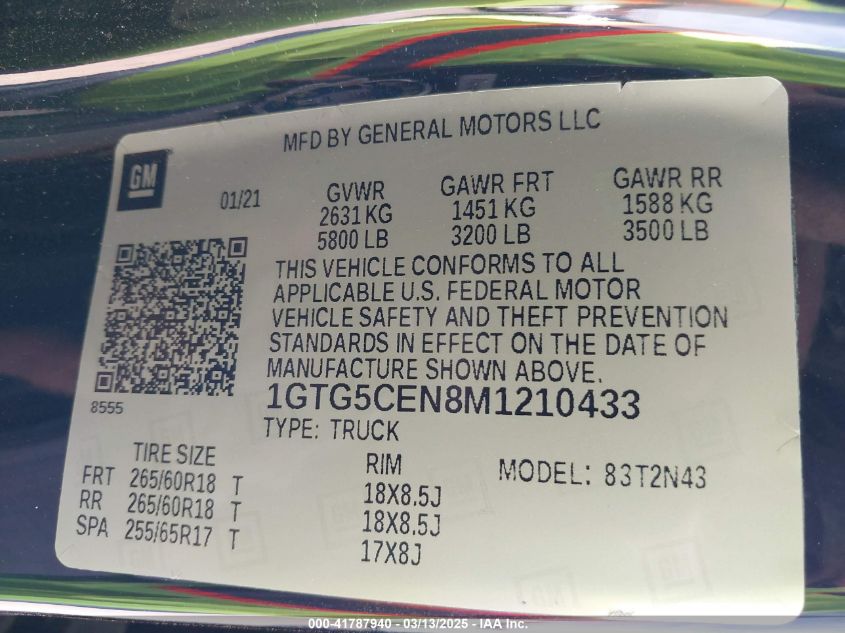 MFD BY GENERAL MOTORS LLC
GM
01/21
GVWR
2631 KG
5800 LB
GAWR FRT
1451 KG
3200 LB
GAWR RR
1588 KG
3500 LB
THIS VEHICLE CONFORMS TO ALL
APPLICABLE U.S. FEDERAL MOTOR
VEHICLE SAFETY AND THEFT PREVENTION
STANDARDS IN EFFECT ON THE DATE OF
MANUFACTURE SHOWN ABOVE.
8555
1GTG5CEN8M1210433
TYPE: TRUCK
TIRE SIZE RIM MODEL: 83T2N43
FRT 265/60R18 T 18X8.5J
RR 265/60R18 T 18X8.5J
SPA 255/65R17 T 17X8J
000-41787940 - 03/13/2025 - IAA Inc.